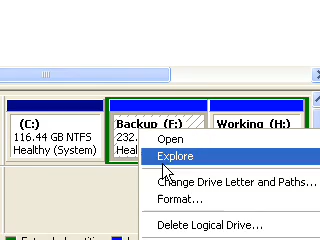 (C:)
116.44 GB NTFS
Healthy (System)
Backup (F:)
232.
Heal
Working (H:)
Open
Explore
Change Drive Letter and Paths...
Format...
Delete Logical Drive...